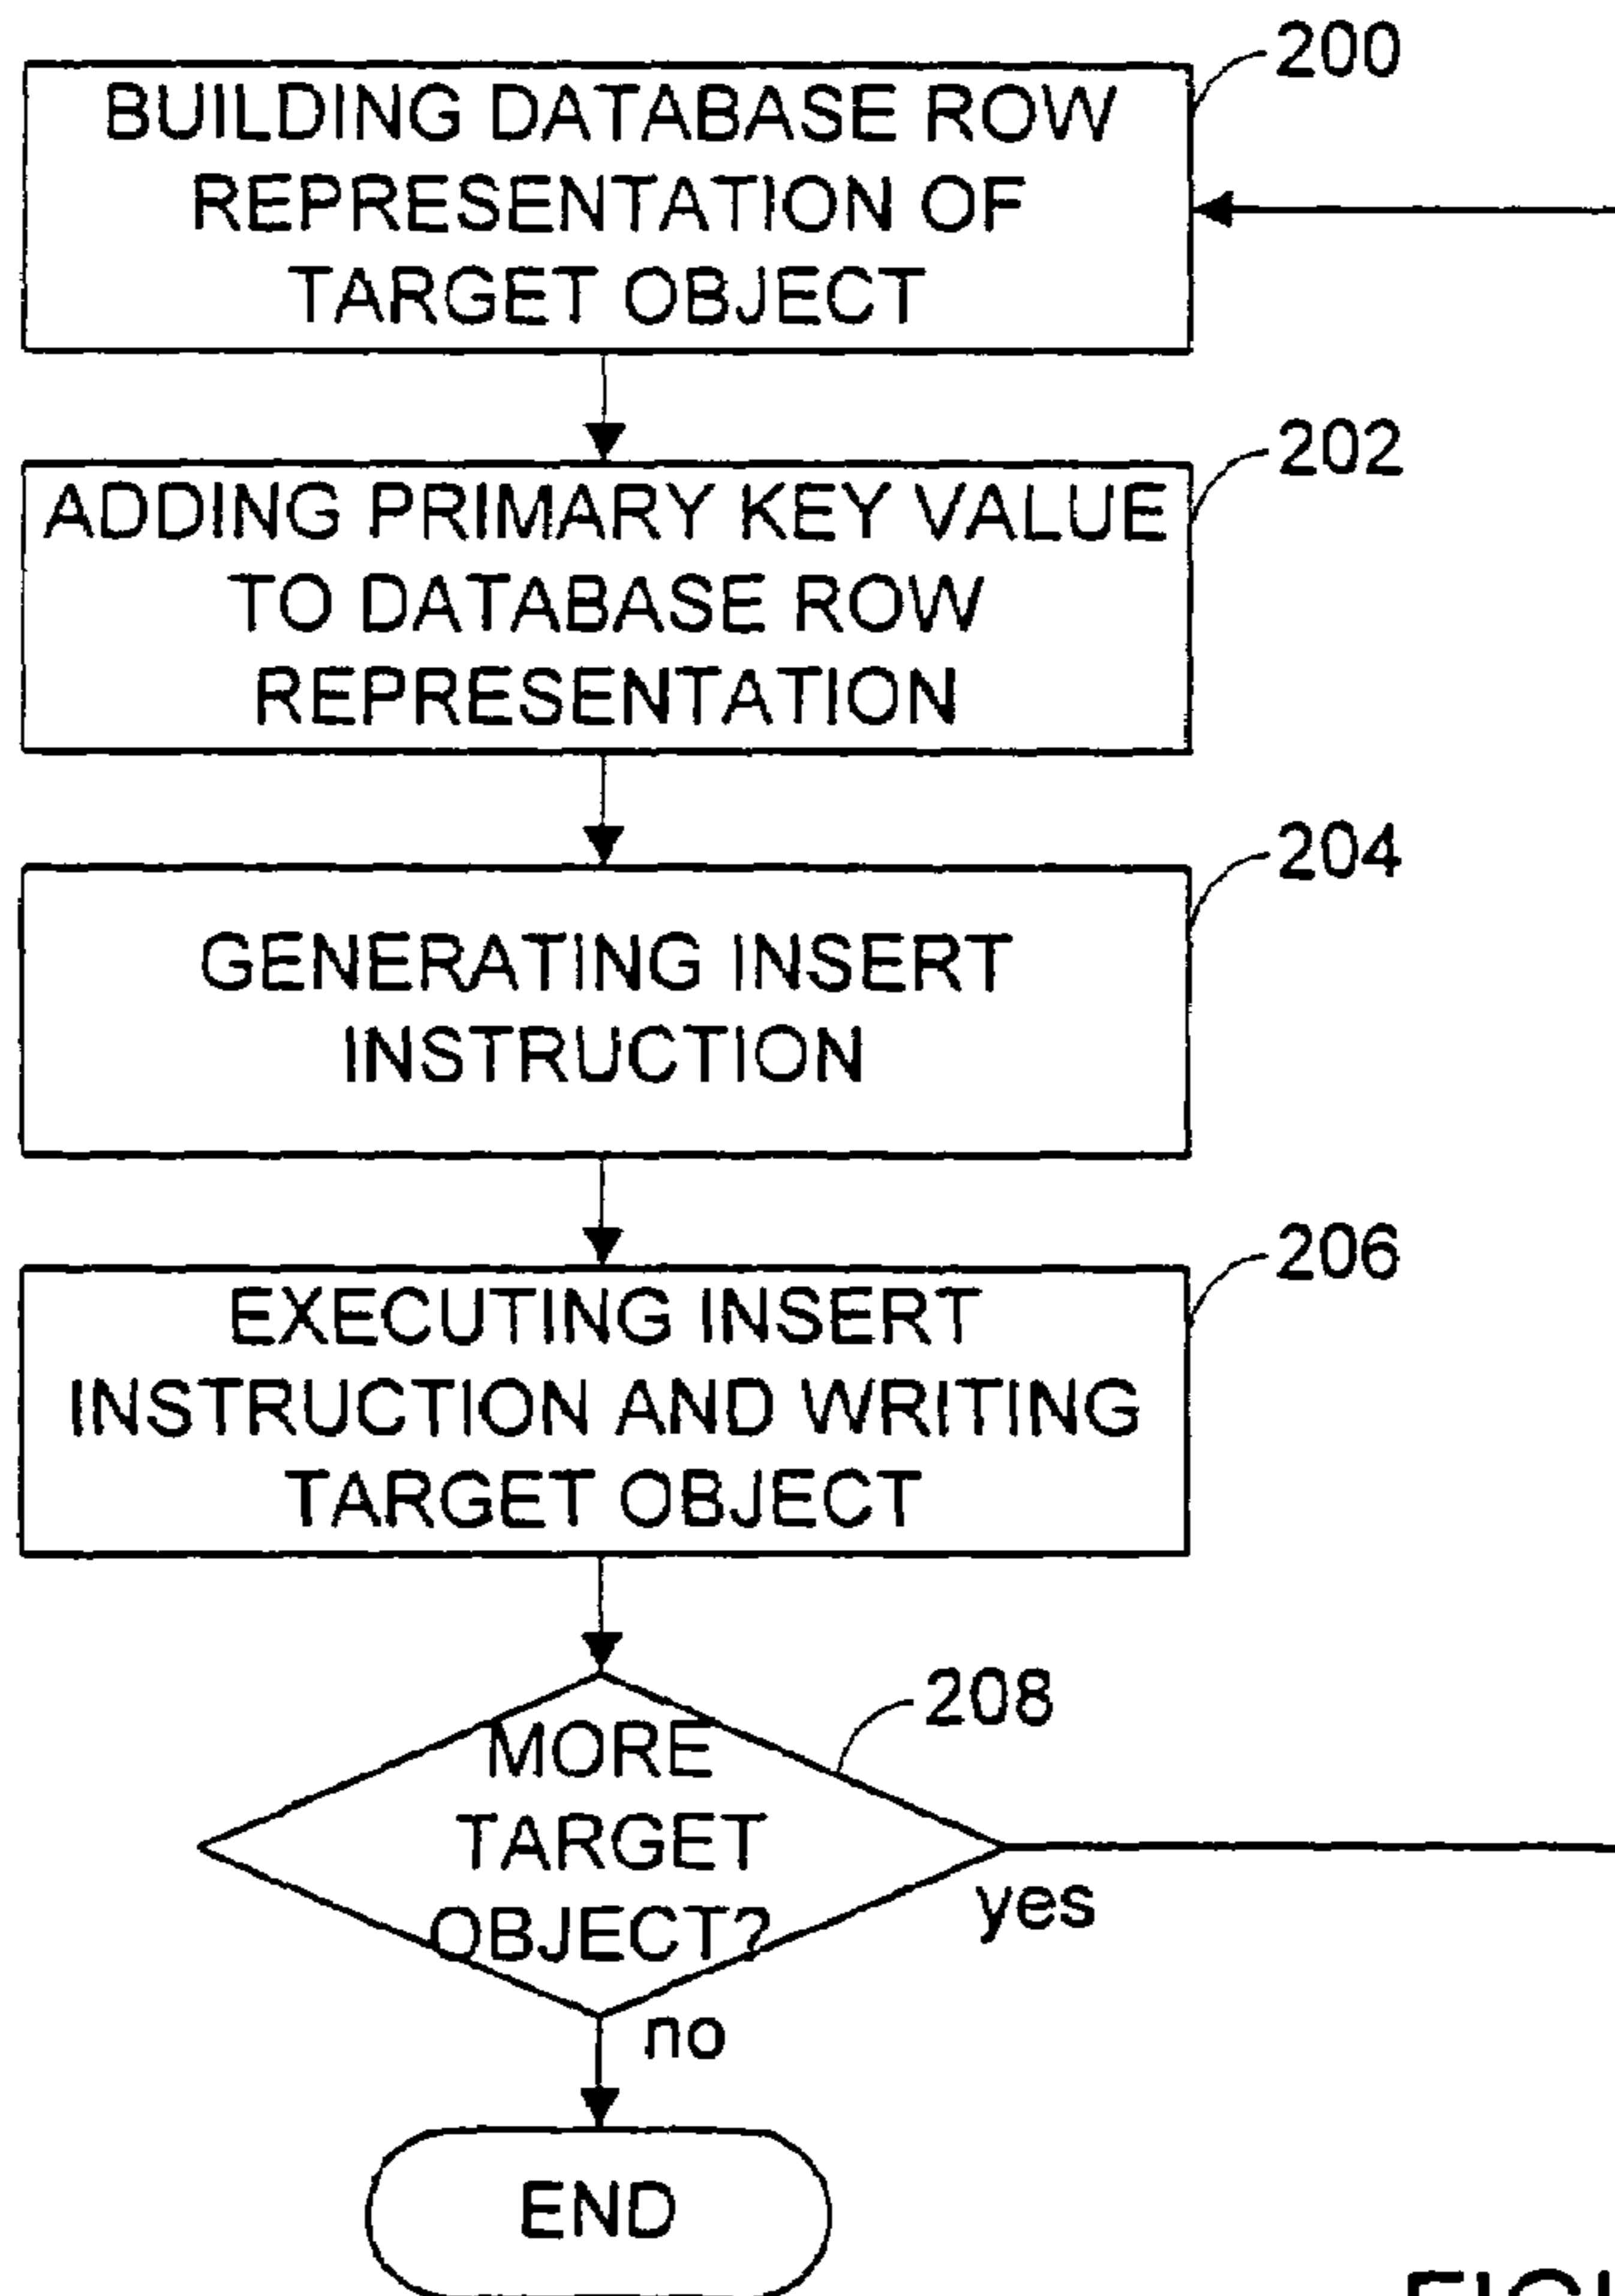 200
BUILDING DATABASE ROW
REPRESENTATION OF
TARGET OBJECT
202
ADDING PRIMARY KEY VALUE
TO DATABASE ROW
REPRESENTATION
204
GENERATING INSERT
INSTRUCTION
206
EXECUTING INSERT
INSTRUCTION AND WRITING
TARGET OBJECT
208
MORE
TARGET
OBJECT?
yes
no
END